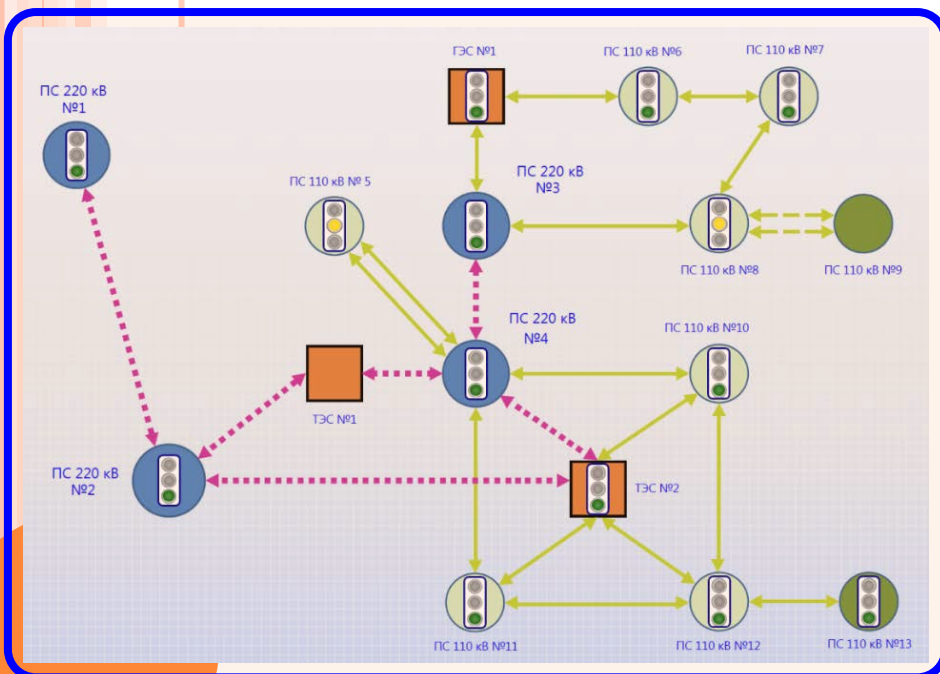 ГЭС №1
ПС 110 кВ №6
ПС 110 кВ №7
ПС 220 кВ
№1
ПС 220 кВ
№3
ПС 110 кВ № 5
ПС 110 кВ №8
ПС 110 кВ №9
ПС 220 кВ
№4
ПС 110 кВ №10
ТЭС №1
ПС 220 кВ
№2
ТЭС №2
ПС 110 кВ №11
ПС 110 кВ №12
ПС 110 кВ №13